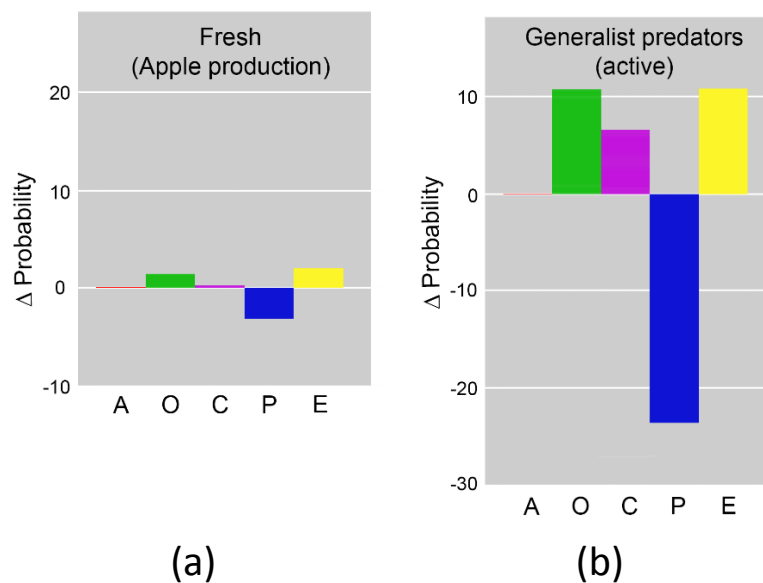 Fresh
(Apple production)
20
10
0
-10
Δ Probability
A O C P E
(a)
Generalist predators
(active)
10
0
-10
-20
-30
Δ Probability
A O C P E
(b)